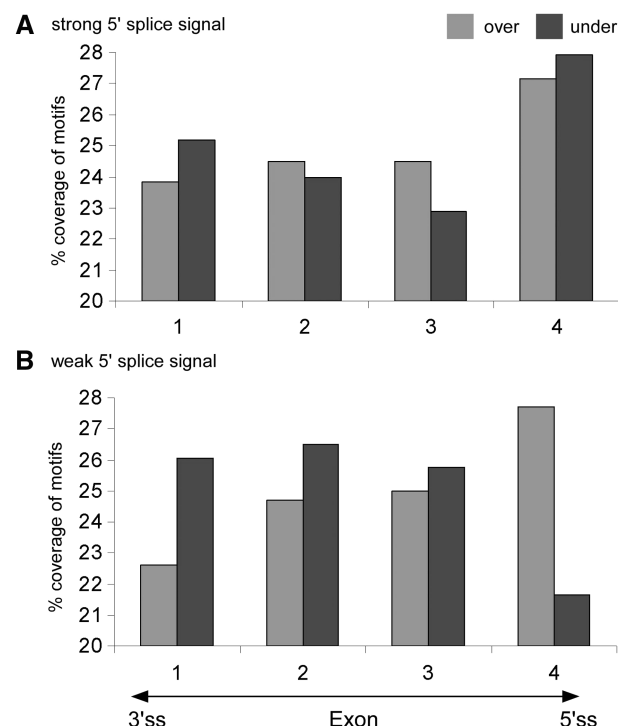 A strong 5' splice signal
over under
% coverage of motifs
28
27
26
25
24
23
22
21
20
1 2 3 4
B weak 5' splice signal
% coverage of motifs
28
27
26
25
24
23
22
21
20
1 2 3 4
3'ss Exon 5'ss